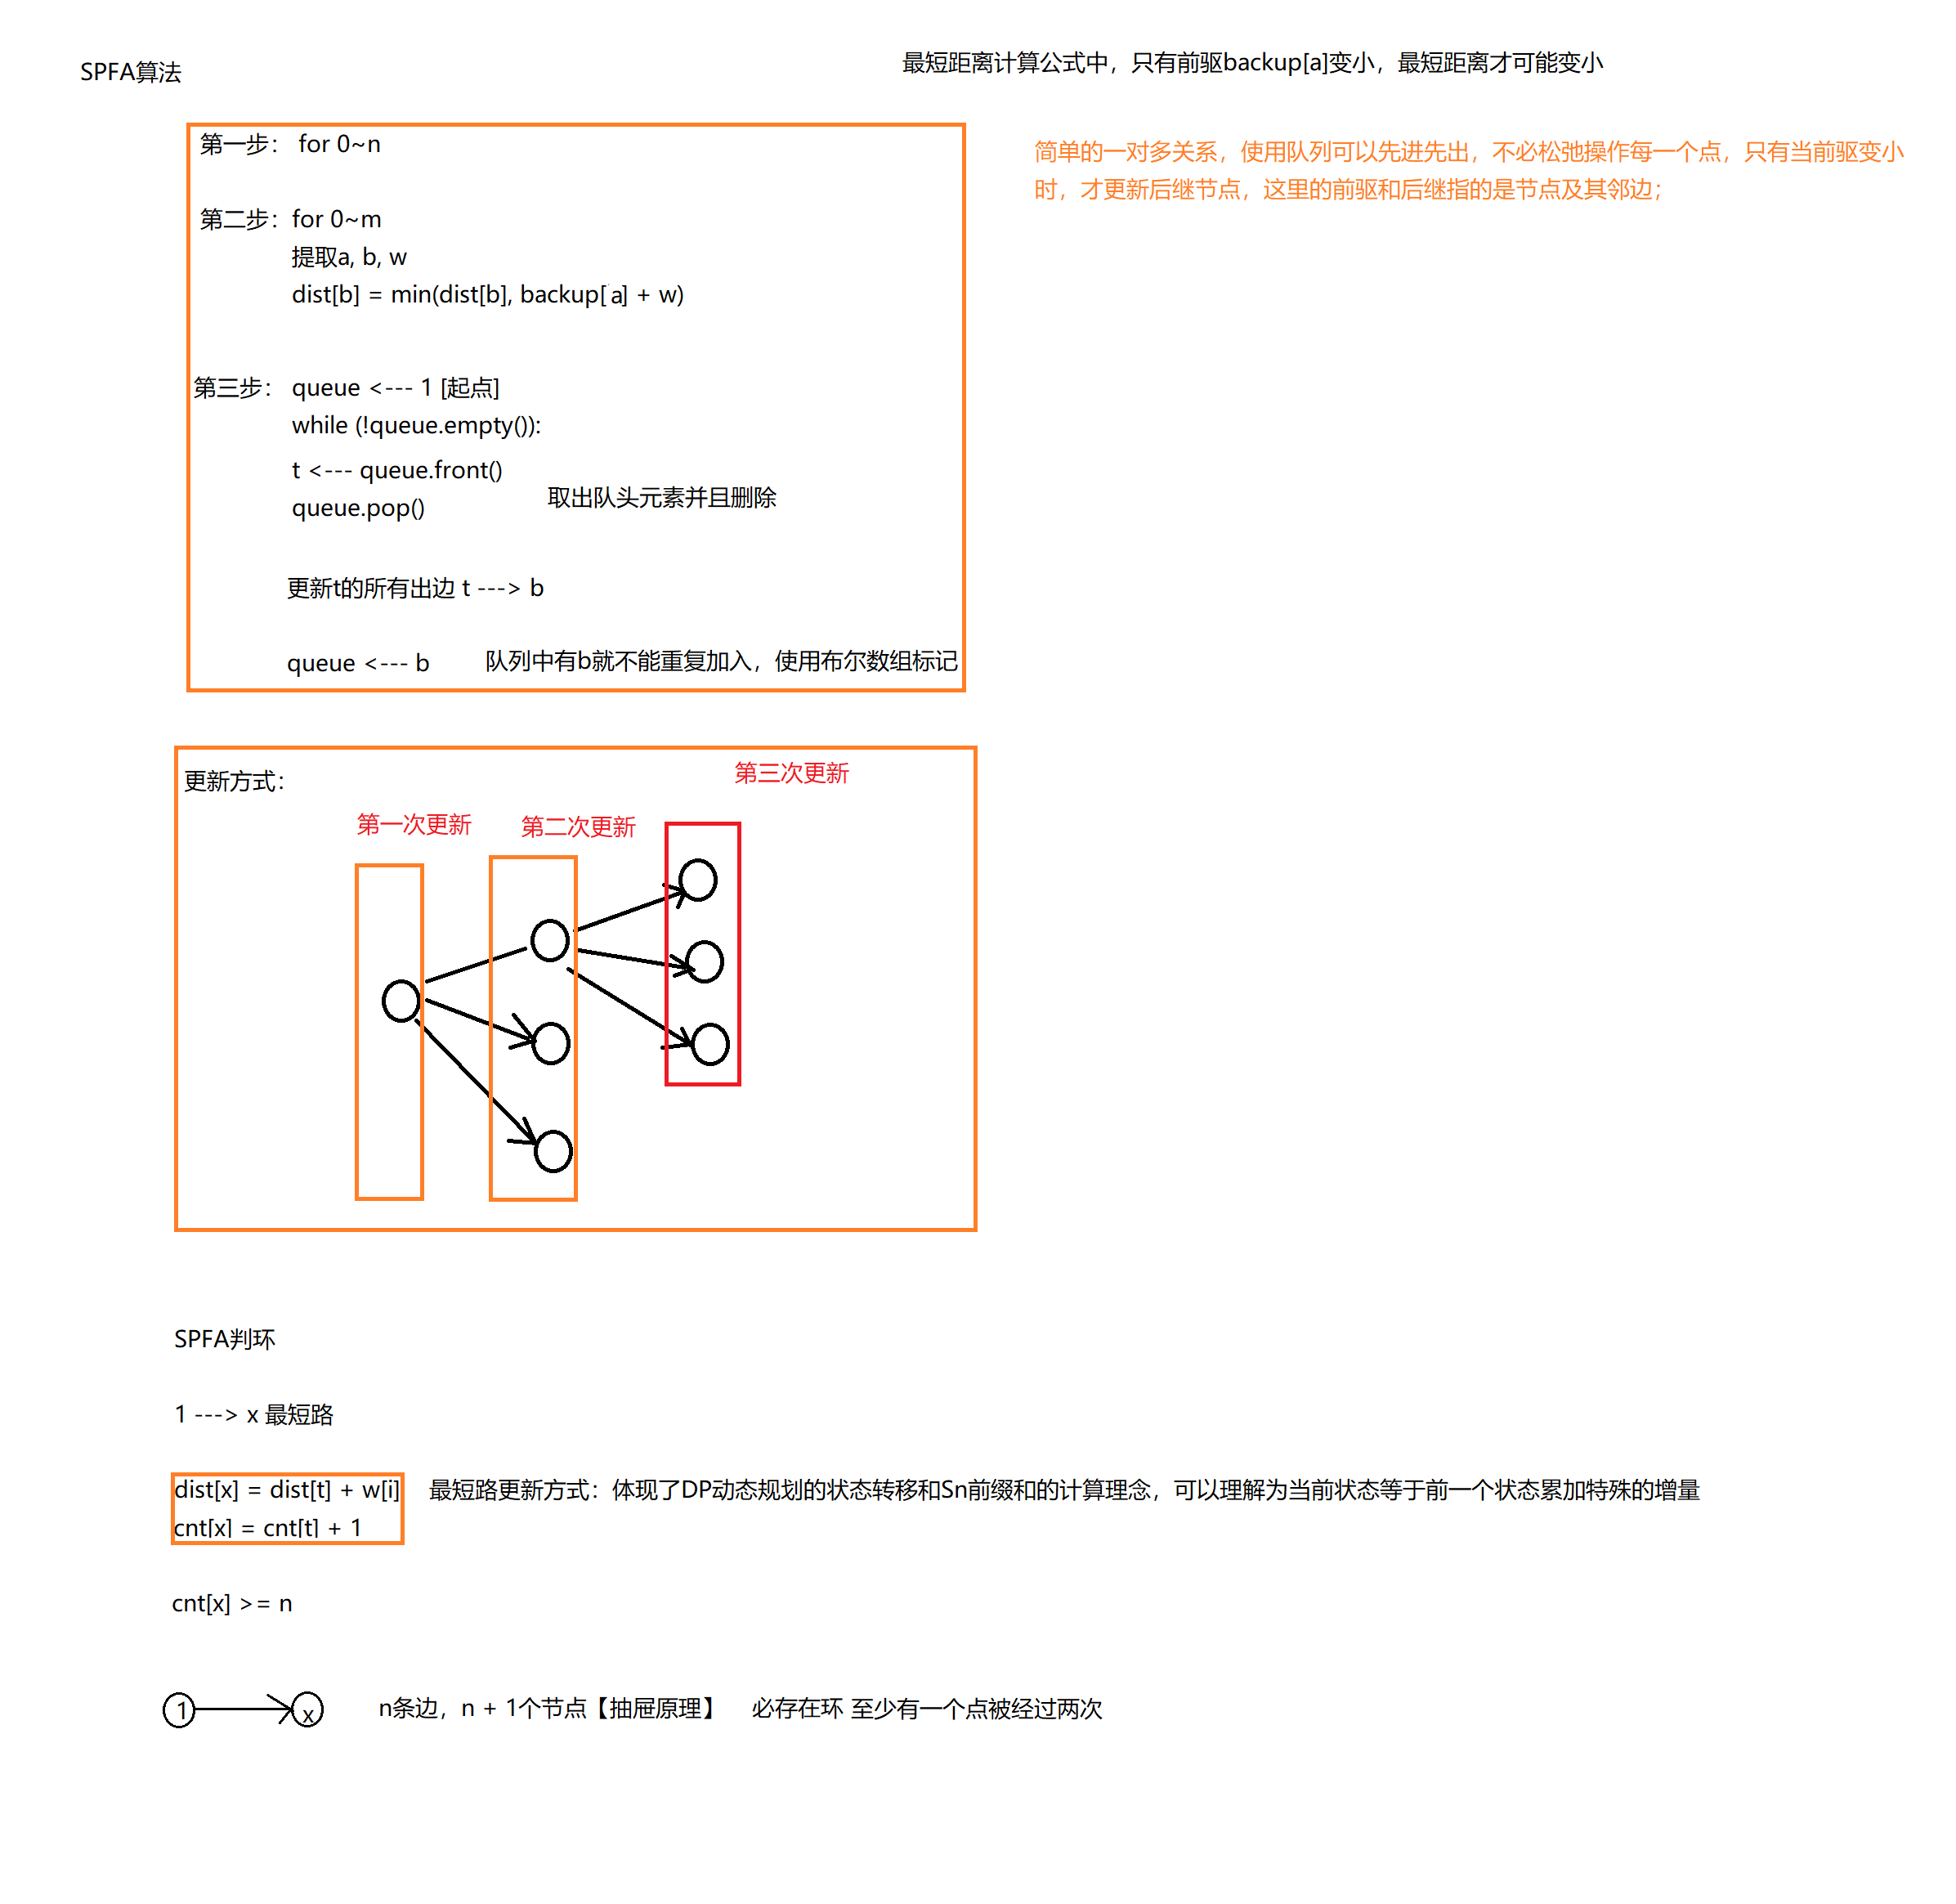 SPFA算法
最短距离计算公式中，只有前驱backup[a]变小，最短距离才可能变小
第一步： for 0~n
简单的一对多关系，使用队列可以先进先出，不必松弛操作每一个点，只有当前驱变小
时，才更新后继节点，这里的前驱和后继指的是节点及其邻边；
第二步： for 0~m
提取a, b, w
dist[b] = min(dist[b], backup[a] + w)
第三步： queue <--- 1 [起点]
while (!queue.empty()):
t <--- queue.front()
queue.pop()
取出队头元素并且删除
更新t的所有出边 t ---> b
queue <--- b
队列中有b就不能重复加入，使用布尔数组标记
更新方式：
第一次更新
第二次更新
第三次更新
SPFA判环
1 ---> x 最短路
dist[x] = dist[t] + w[i]
最短路更新方式：体现了DP动态规划的状态转移和Sn前缀和的计算理念，可以理解为当前状态等于前一个状态累加特殊的增量
cnt[x] = cnt[t] + 1
cnt[x] >= n
1
x
n条边，n + 1个节点【抽屉原理】 必存在环 至少有一个点被经过两次